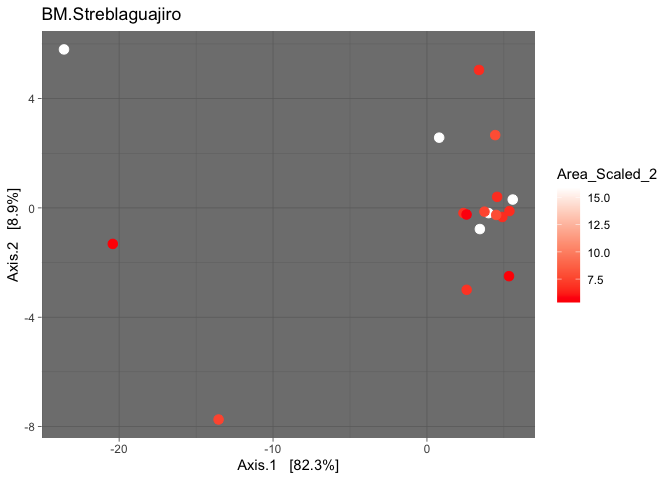 BM.Streblaguajiro
4
0
-4
-8
Axis.2   [8.9%]
-20
-10
0
Axis.1   [82.3%]
Area_Scaled_2
15.0
12.5
10.0
7.5